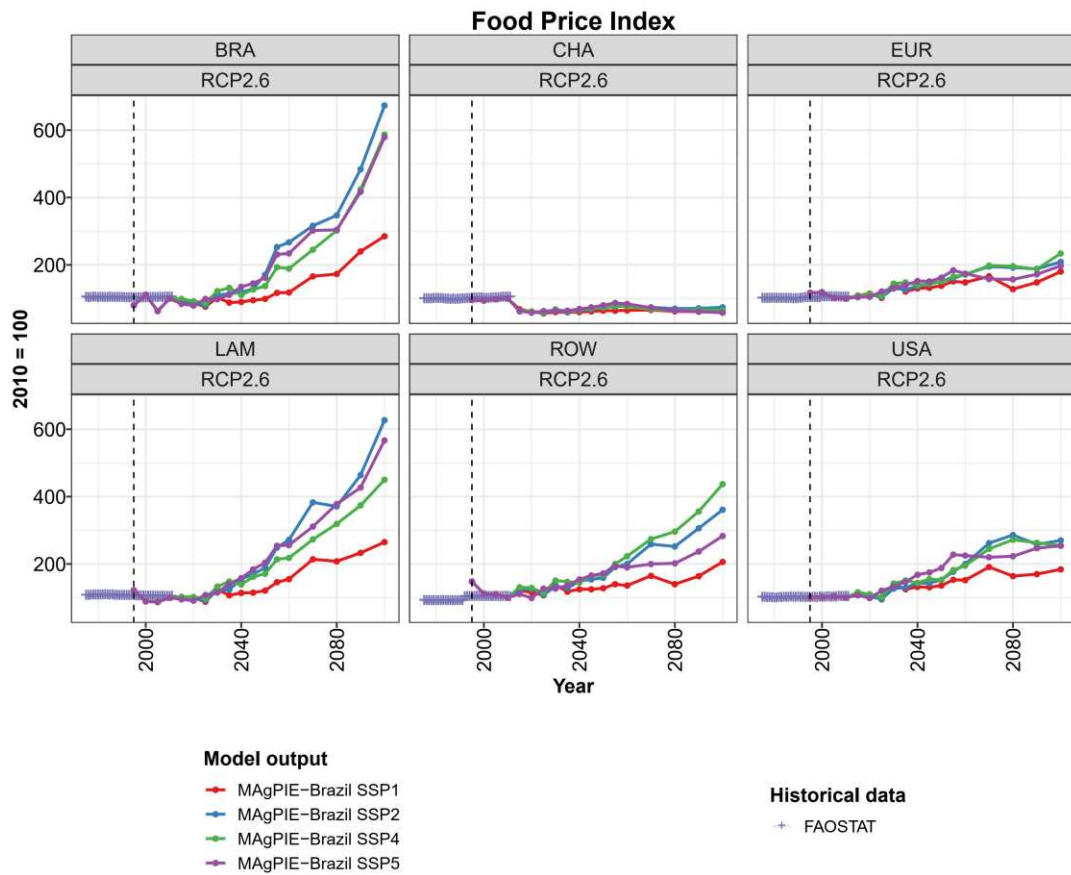 Food Price Index
BRA
CHA
EUR
RCP2.6
RCP2.6
RCP2.6
600
400
200
2010 = 100
LAM
ROW
USA
RCP2.6
RCP2.6
RCP2.6
600
400
200
2000
2040
2080
2000
2040
2080
2000
2040
2080
Year
Model output
MAgPIE−Brazil SSP1
MAgPIE−Brazil SSP2
MAgPIE−Brazil SSP4
MAgPIE−Brazil SSP5
Historical data
FAOSTAT